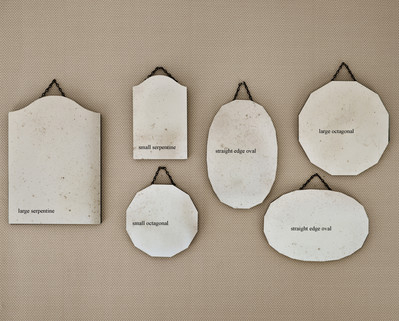 small serpentine
straight edge oval
large octagonal
large serpentine
small octagonal
straight edge oval